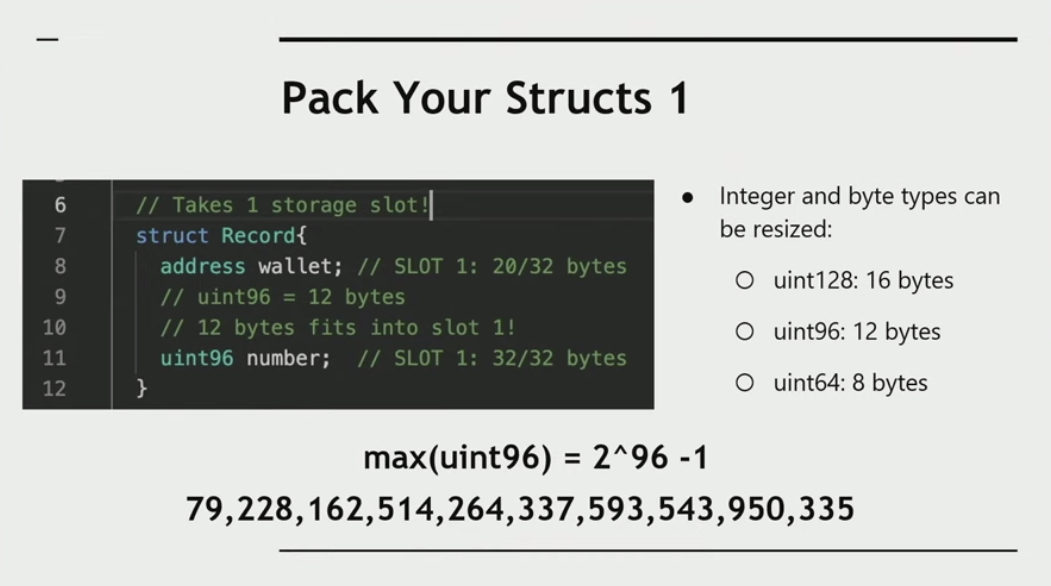 Pack Your Structs 1
6 // Takes 1 storage slot!
7 struct Record{
8 address wallet; // SLOT 1: 20/32 bytes
9 // uint96 = 12 bytes
10 // 12 bytes fits into slot 1!
11 uint96 number; // SLOT 1: 32/32 bytes
12 }
● Integer and byte types can
be resized:
○ uint128: 16 bytes
○ uint96: 12 bytes
○ uint64: 8 bytes
max(uint96) = 2^96 -1
79,228,162,514,264,337,593,543,950,335